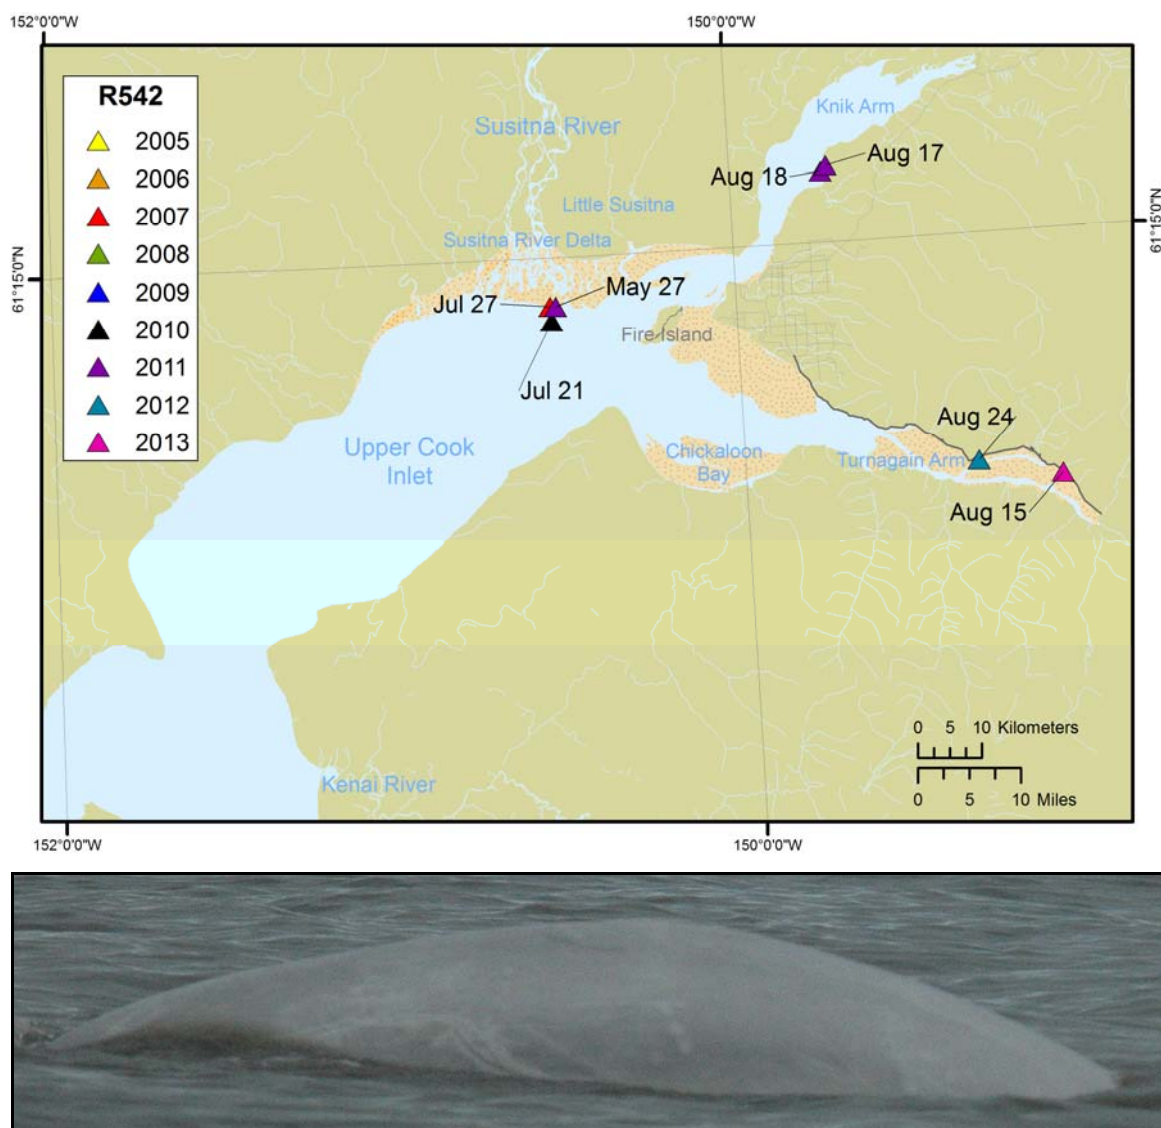 152°0'0"W
150°0'0"W
R542
2005
2006
2007
2008
2009
2010
2011
2012
2013
Knik Arm
Susitna River
Aug 17
Aug 18
Little Susitna
61°15'0"N
Susitna River Delta
61°15'0"N
May 27
Jul 27
Fire Island
Jul 21
Aug 24
Upper Cook
Inlet
Chickaloon
Bay
Turnagain Arm
Aug 15
0 5 10 Kilometers
0 5 10 Miles
Kenai River
152°0'0"W
150°0'0"W